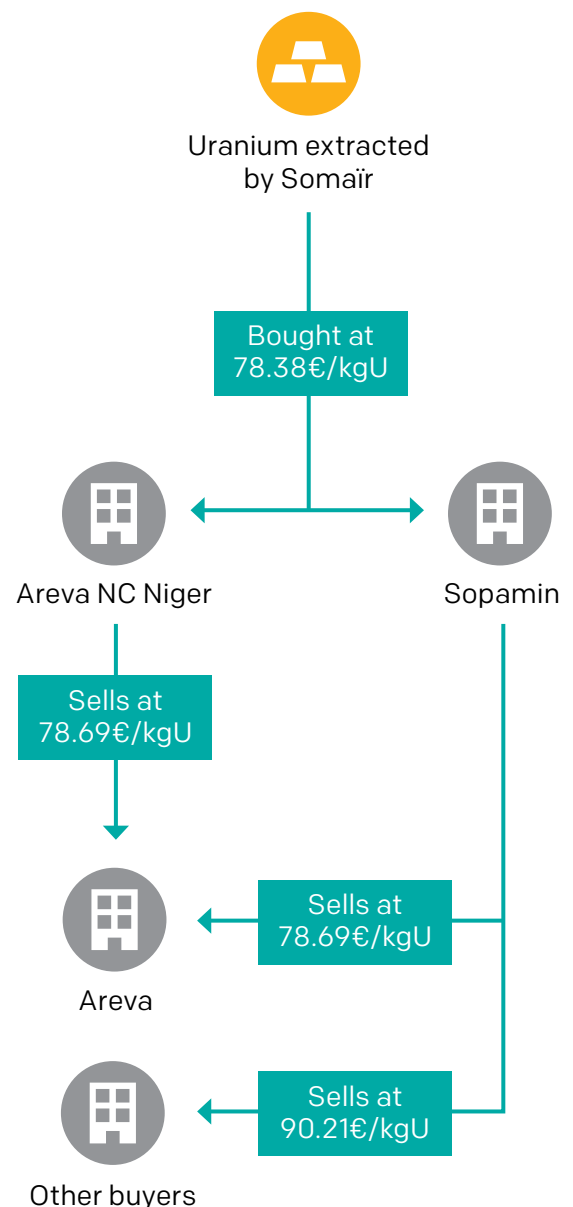 Uranium extracted
by Somaïr
Bought at
78.38€/kgU
Areva NC Niger
Sopamin
Sells at
78.69€/kgU
Sells at
78.69€/kgU
Areva
Sells at
90.21€/kgU
Other buyers